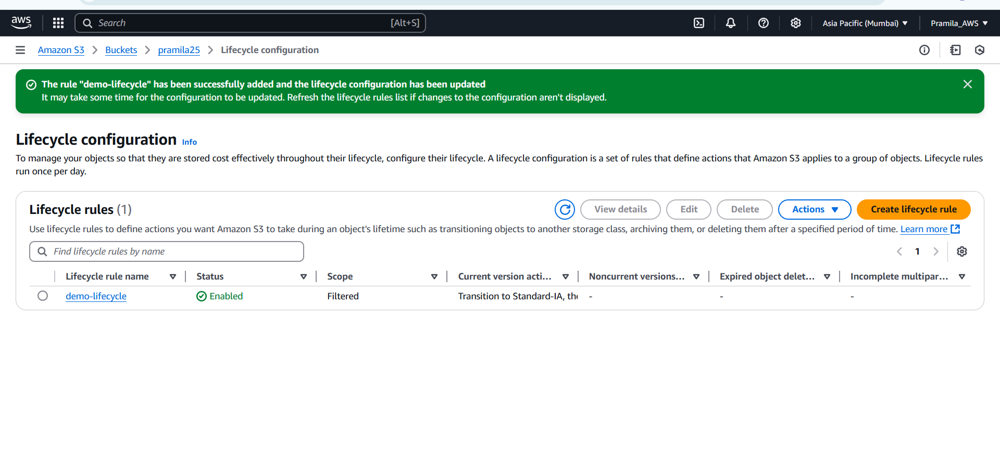 aws
Search
[Alt+S]
Asia Pacific (Mumbai)
Pramila_AWS
Amazon S3
Buckets
pramila25
Lifecycle configuration
The rule "demo-lifecycle" has been successfully added and the lifecycle configuration has been updated
It may take some time for the configuration to be updated. Refresh the lifecycle rules list if changes to the configuration aren't displayed.
Lifecycle configuration Info
To manage your objects so that they are stored cost effectively throughout their lifecycle, configure their lifecycle. A lifecycle configuration is a set of rules that define actions that Amazon S3 applies to a group of objects. Lifecycle rules
run once per day.
Lifecycle rules (1)
View details
Edit
Delete
Actions
Create lifecycle rule
Use lifecycle rules to define actions you want Amazon S3 to take during an object's lifetime such as transitioning objects to another storage class, archiving them, or deleting them after a specified period of time. Learn more
Find lifecycle rules by name
1
Lifecycle rule name
Status
Scope
Current version acti...
Noncurrent versions...
Expired object delet...
Incomplete multipar...
demo-lifecycle
Enabled
Filtered
Transition to Standard-IA,
-
-
-